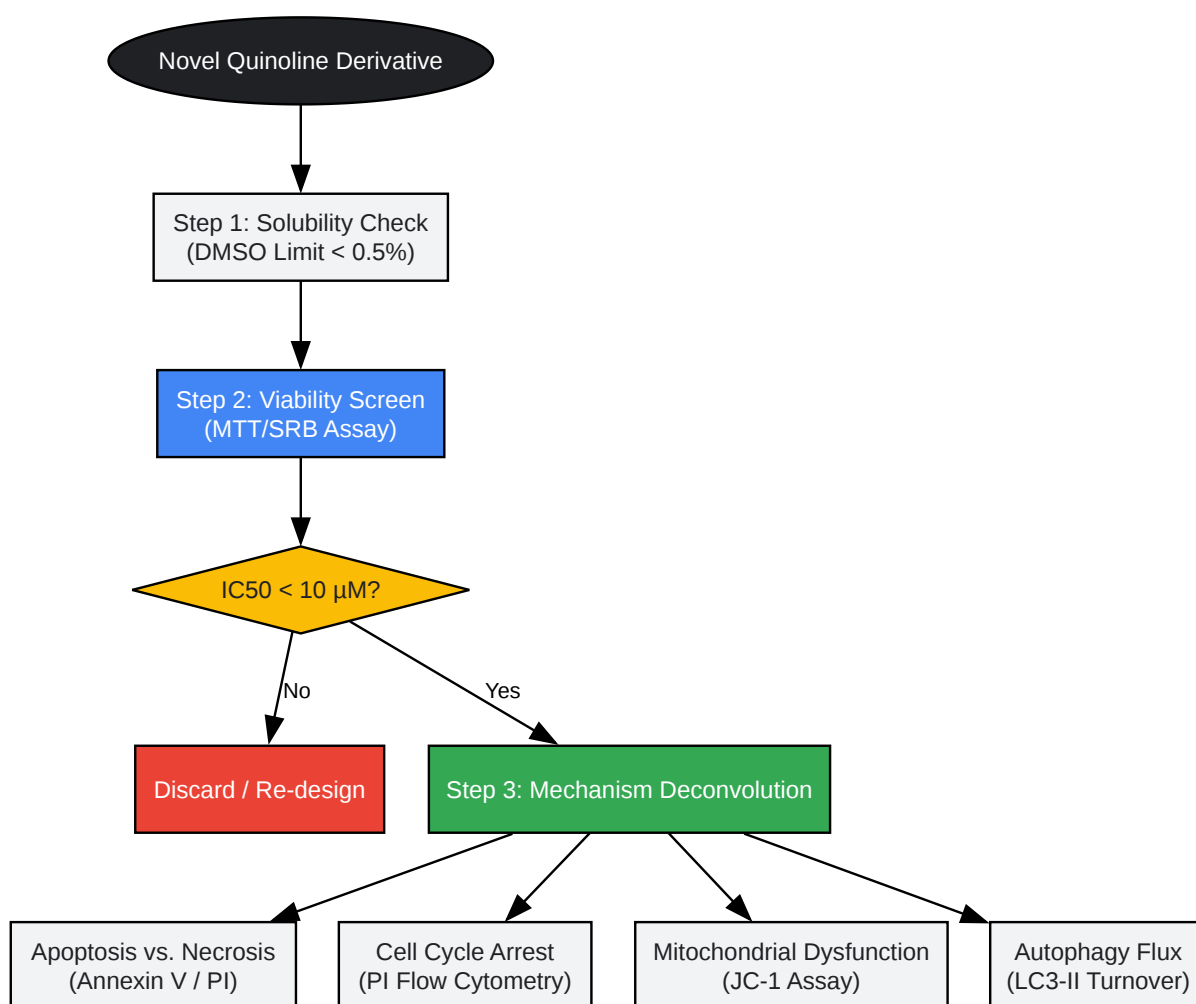 Novel Quinoline Derivative
Step 1: Solubility Check
(DMSO Limit < 0.5%)
Step 2: Viability Screen
(MTT/SRB Assay)
IC50 < 10 µM?
No
Yes
Discard / Re-design
Step 3: Mechanism Deconvolution
Apoptosis vs. Necrosis
(Annexin V / PI)
Cell Cycle Arrest
(PI Flow Cytometry)
Mitochondrial Dysfunction
(JC-1 Assay)
Autophagy Flux
(LC3-II Turnover)